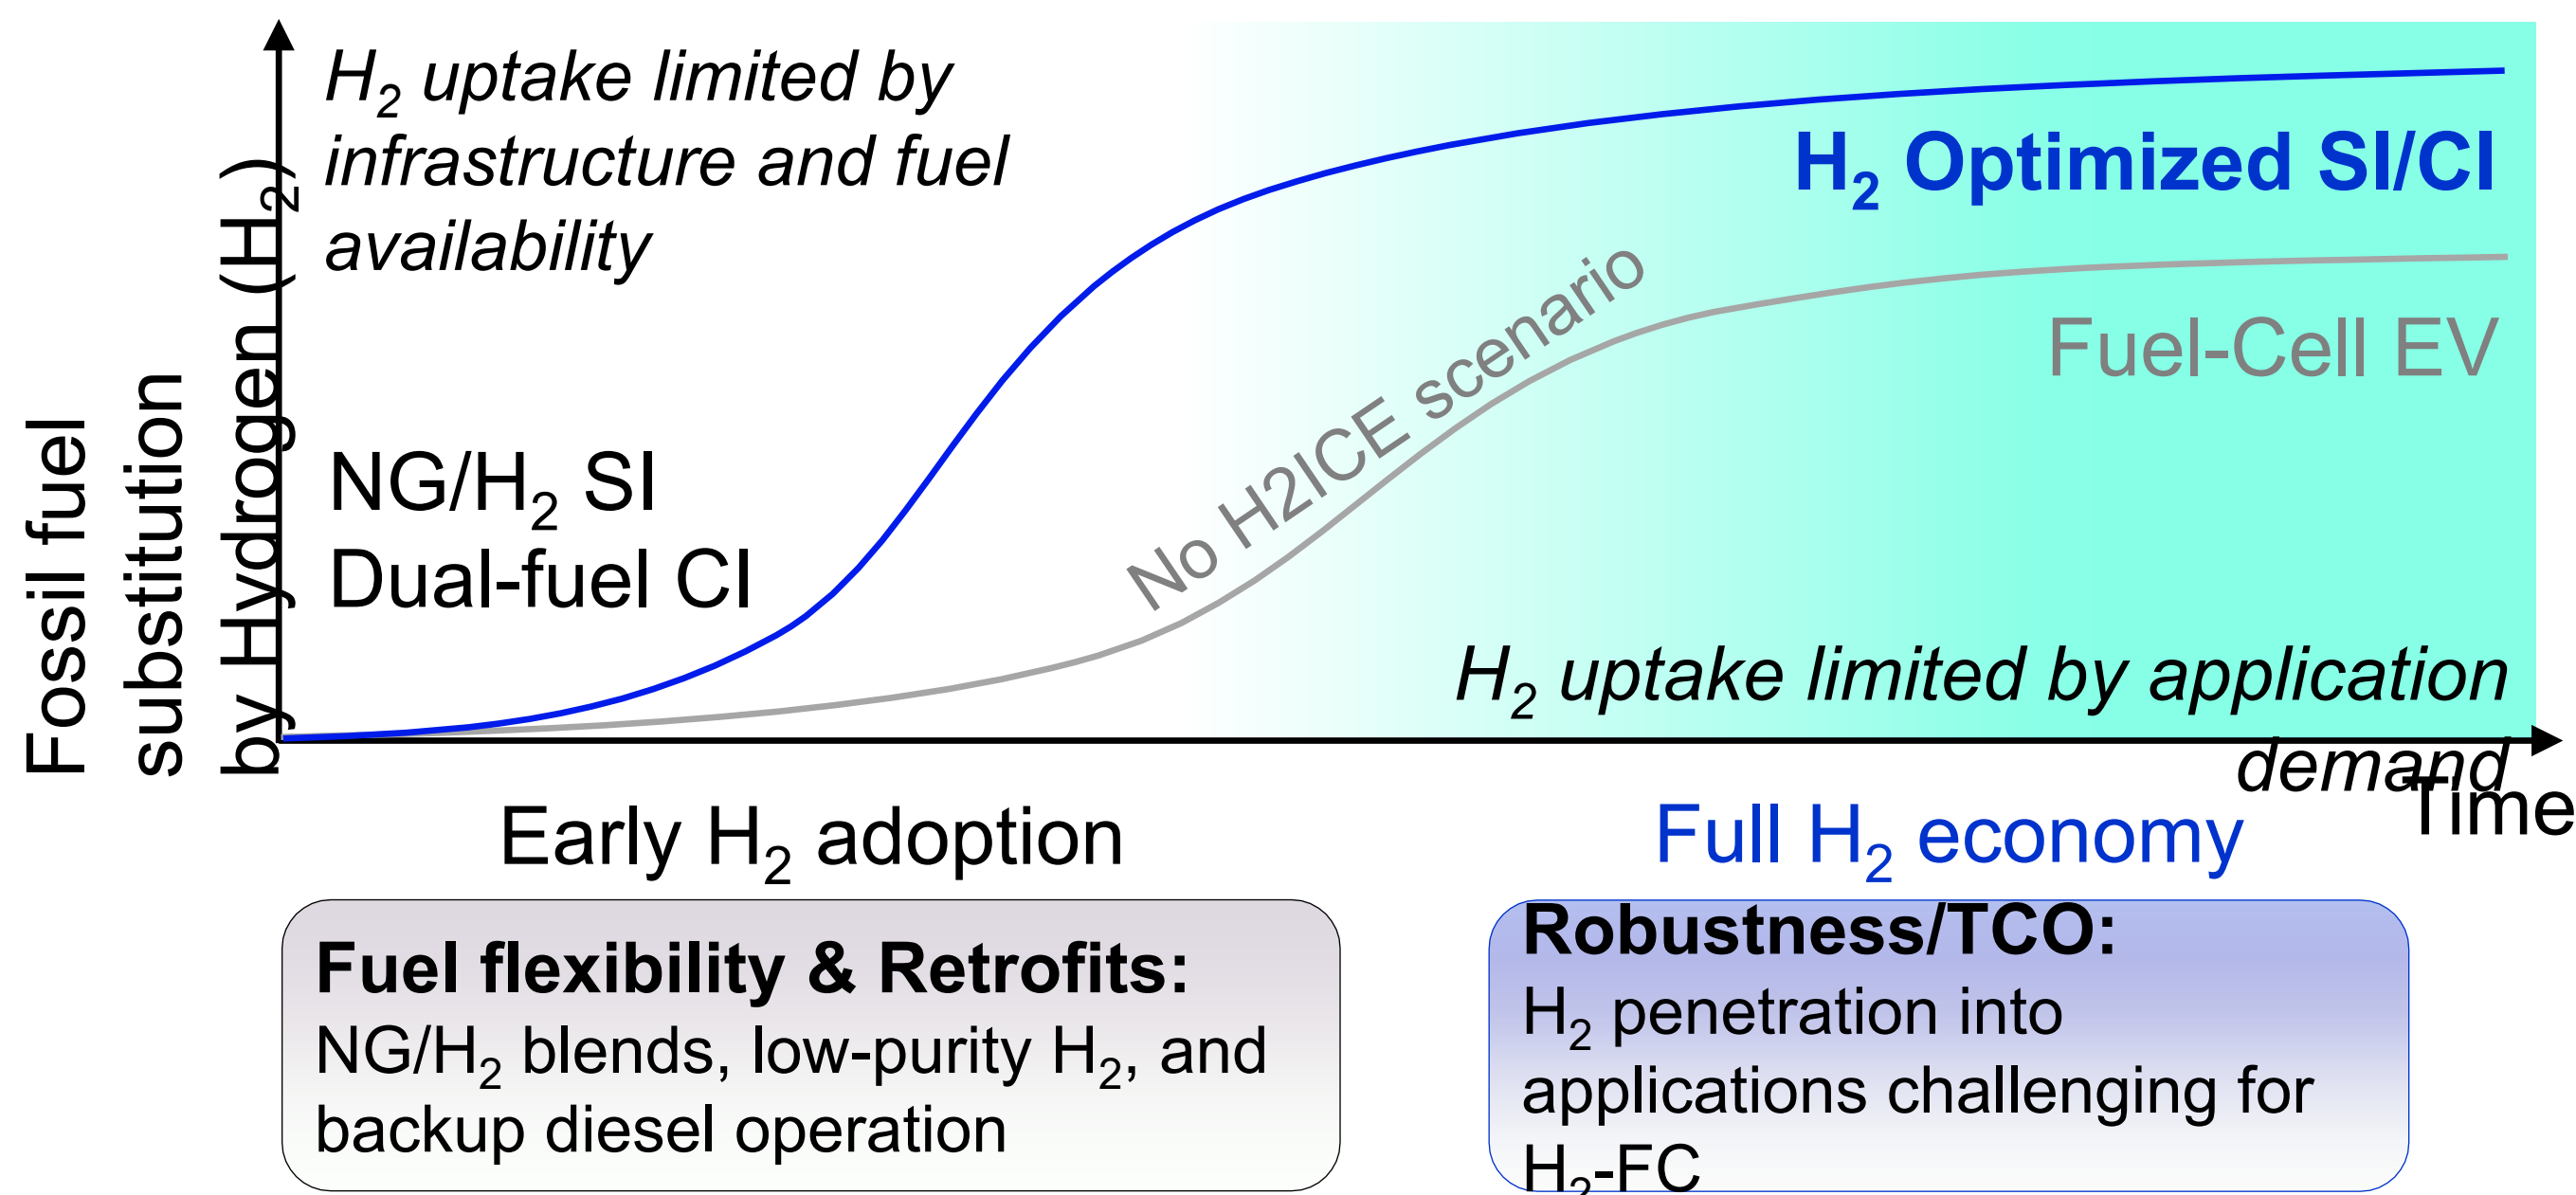 Fossil fuel
substitution
by Hydrogen (H₂)
H₂ uptake limited by
infrastructure and fuel
availability
H₂ Optimized SI/CI
No H2ICE scenario
Fuel-Cell EV
NG/H₂ SI
Dual-fuel CI
H₂ uptake limited by application
demand
Time
Early H₂ adoption
Full H₂ economy
Fuel flexibility & Retrofits:
NG/H₂ blends, low-purity H₂, and
backup diesel operation
Robustness/TCO:
H₂ penetration into
applications challenging for
H₂-FC